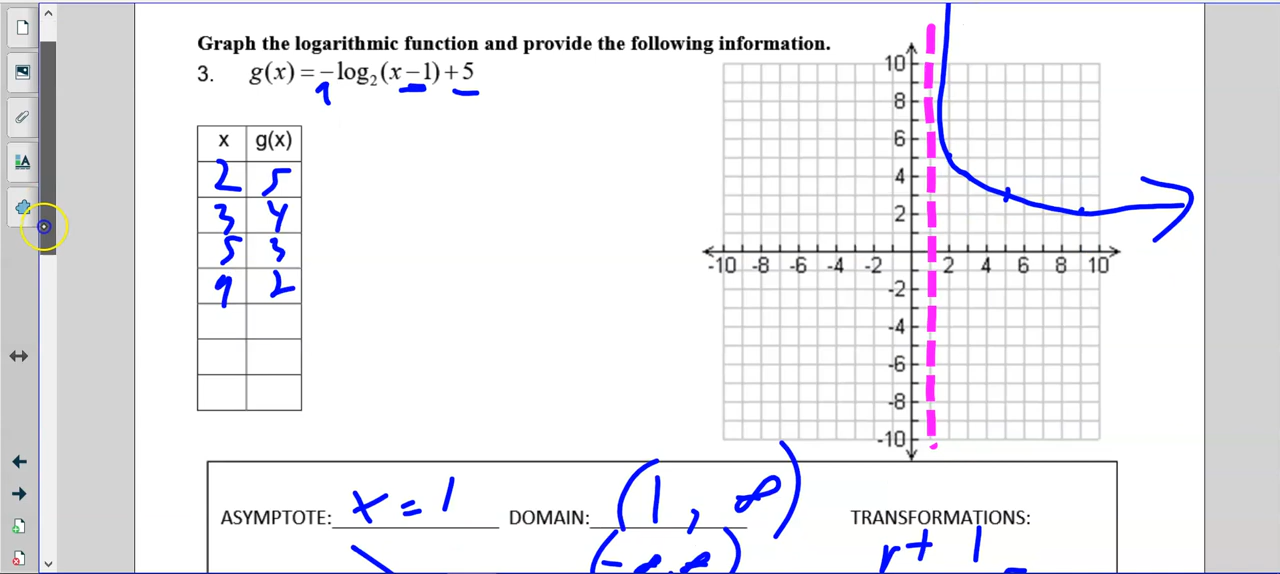 Graph the logarithmic function and provide the following information.
3. g(x) = −log₂(x − 1) + 5
x g(x)
2 5
3 4
5 3
9 2
10
8
6
4
2
-10 -8 -6 -4 -2 2 4 6 8 10
-2
-4
-6
-8
-10
ASYMPTOTE: x = 1 DOMAIN: (1, ∞) TRANSFORMATIONS:
(-∞, ∞) rt 1